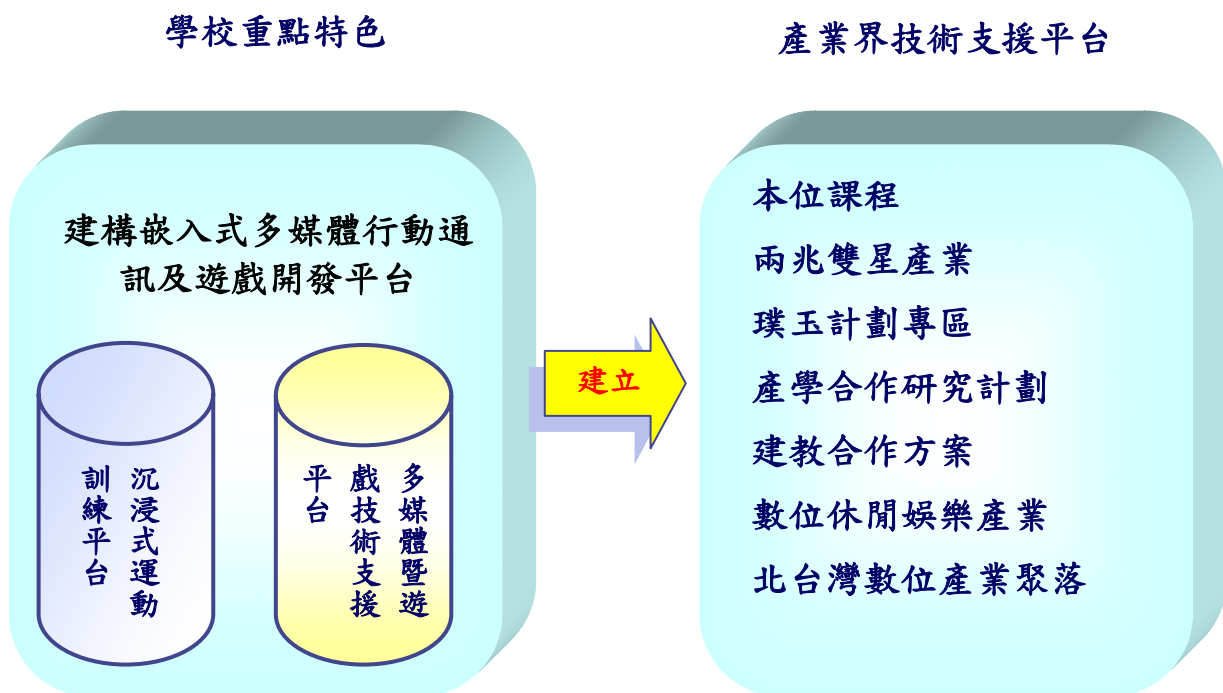 學校重點特色
產業界技術支援平台
建構嵌入式多媒體行動通
訊及遊戲開發平台
沉浸式運動
訓練平台
多媒體暨遊
戲技術支援
平台
建立
本位課程
兩兆雙星產業
璞玉計劃專區
產學合作研究計劃
建教合作方案
數位休閒娛樂產業
北台灣數位產業聚落